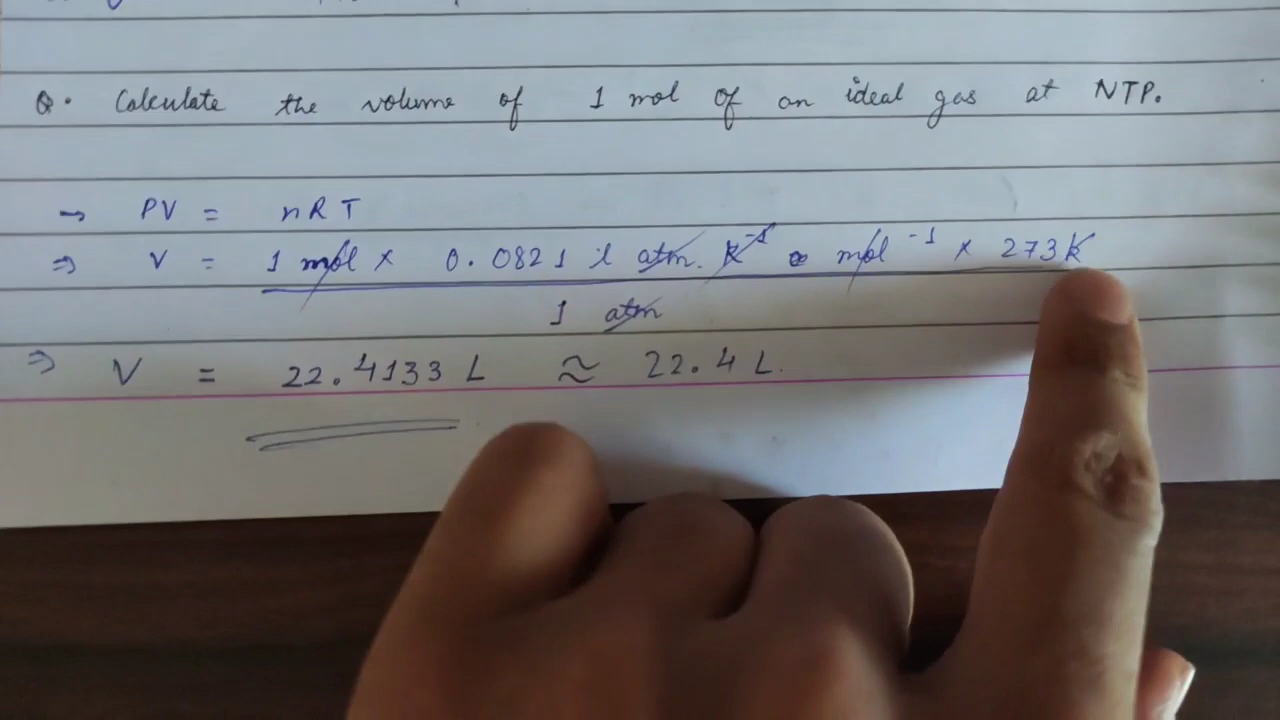 Q. Calculate the volume of 1 mol of an ideal gas at NTP.
→ PV = nRT
⇒ V = 1 mol × 0.0821 l atm. K⁻¹ mol⁻¹ × 273K
1 atm
⇒ V = 22.4133 L ≈ 22.4 L.